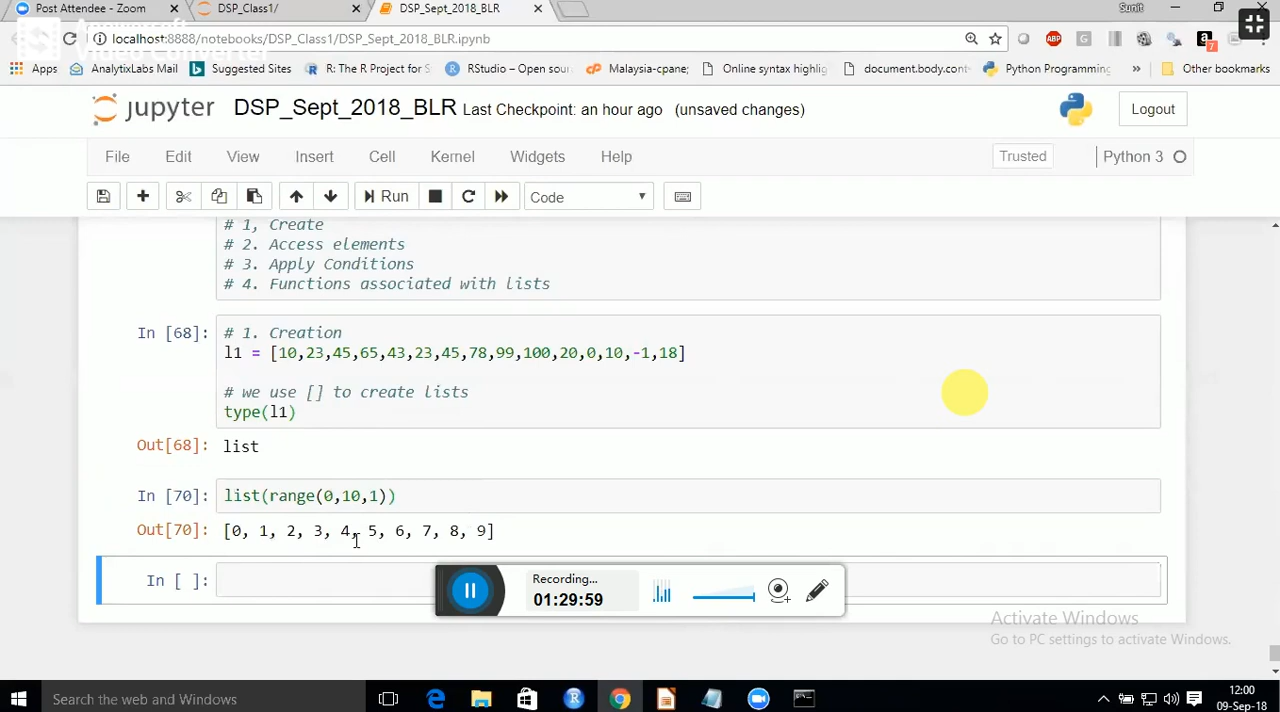 Post Attendee - Zoom
DSP_Class1/
DSP_Sept_2018_BLR
Sunit
localhost:8888/notebooks/DSP_Class1/DSP_Sept_2018_BLR.ipynb
Apps
AnalytixLabs Mail
Suggested Sites
R: The R Project for S
RStudio – Open sou
Malaysia-cpane;
Online syntax highlig
document.body.cont
Python Programming
»
Other bookmarks
jupyter DSP_Sept_2018_BLR Last Checkpoint: an hour ago (unsaved changes)
Logout
File Edit View Insert Cell Kernel Widgets Help
Trusted
Python 3
Run
Code
# 1, Create
# 2. Access elements
# 3. Apply Conditions
# 4. Functions associated with lists
In [68]: # 1. Creation
l1 = [10,23,45,65,43,23,45,78,99,100,20,0,10,-1,18]
# we use [] to create lists
type(l1)
Out[68]: list
In [70]: list(range(0,10,1))
Out[70]: [0, 1, 2, 3, 4, 5, 6, 7, 8, 9]
In [ ]:
Recording...
01:29:59
Activate Windows
Go to PC settings to activate Windows.
Search the web and Windows
12:00
09-Sep-18